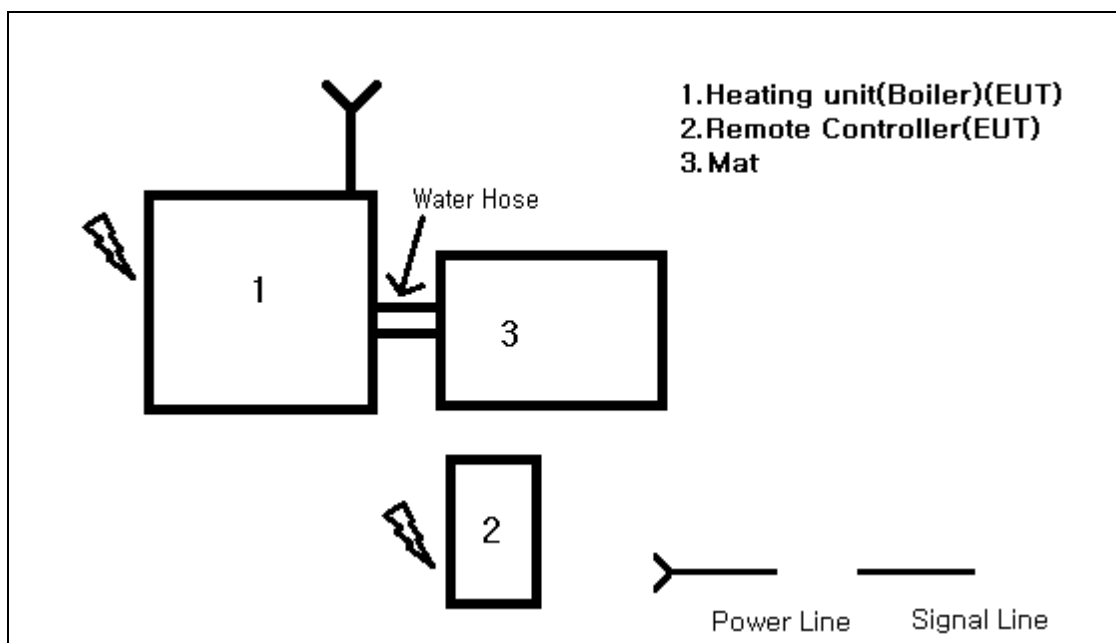 1.Heating unit(Boiler)(EUT)
2.Remote Controller(EUT)
3.Mat
Water Hose
1
3
2
Power Line
Signal Line